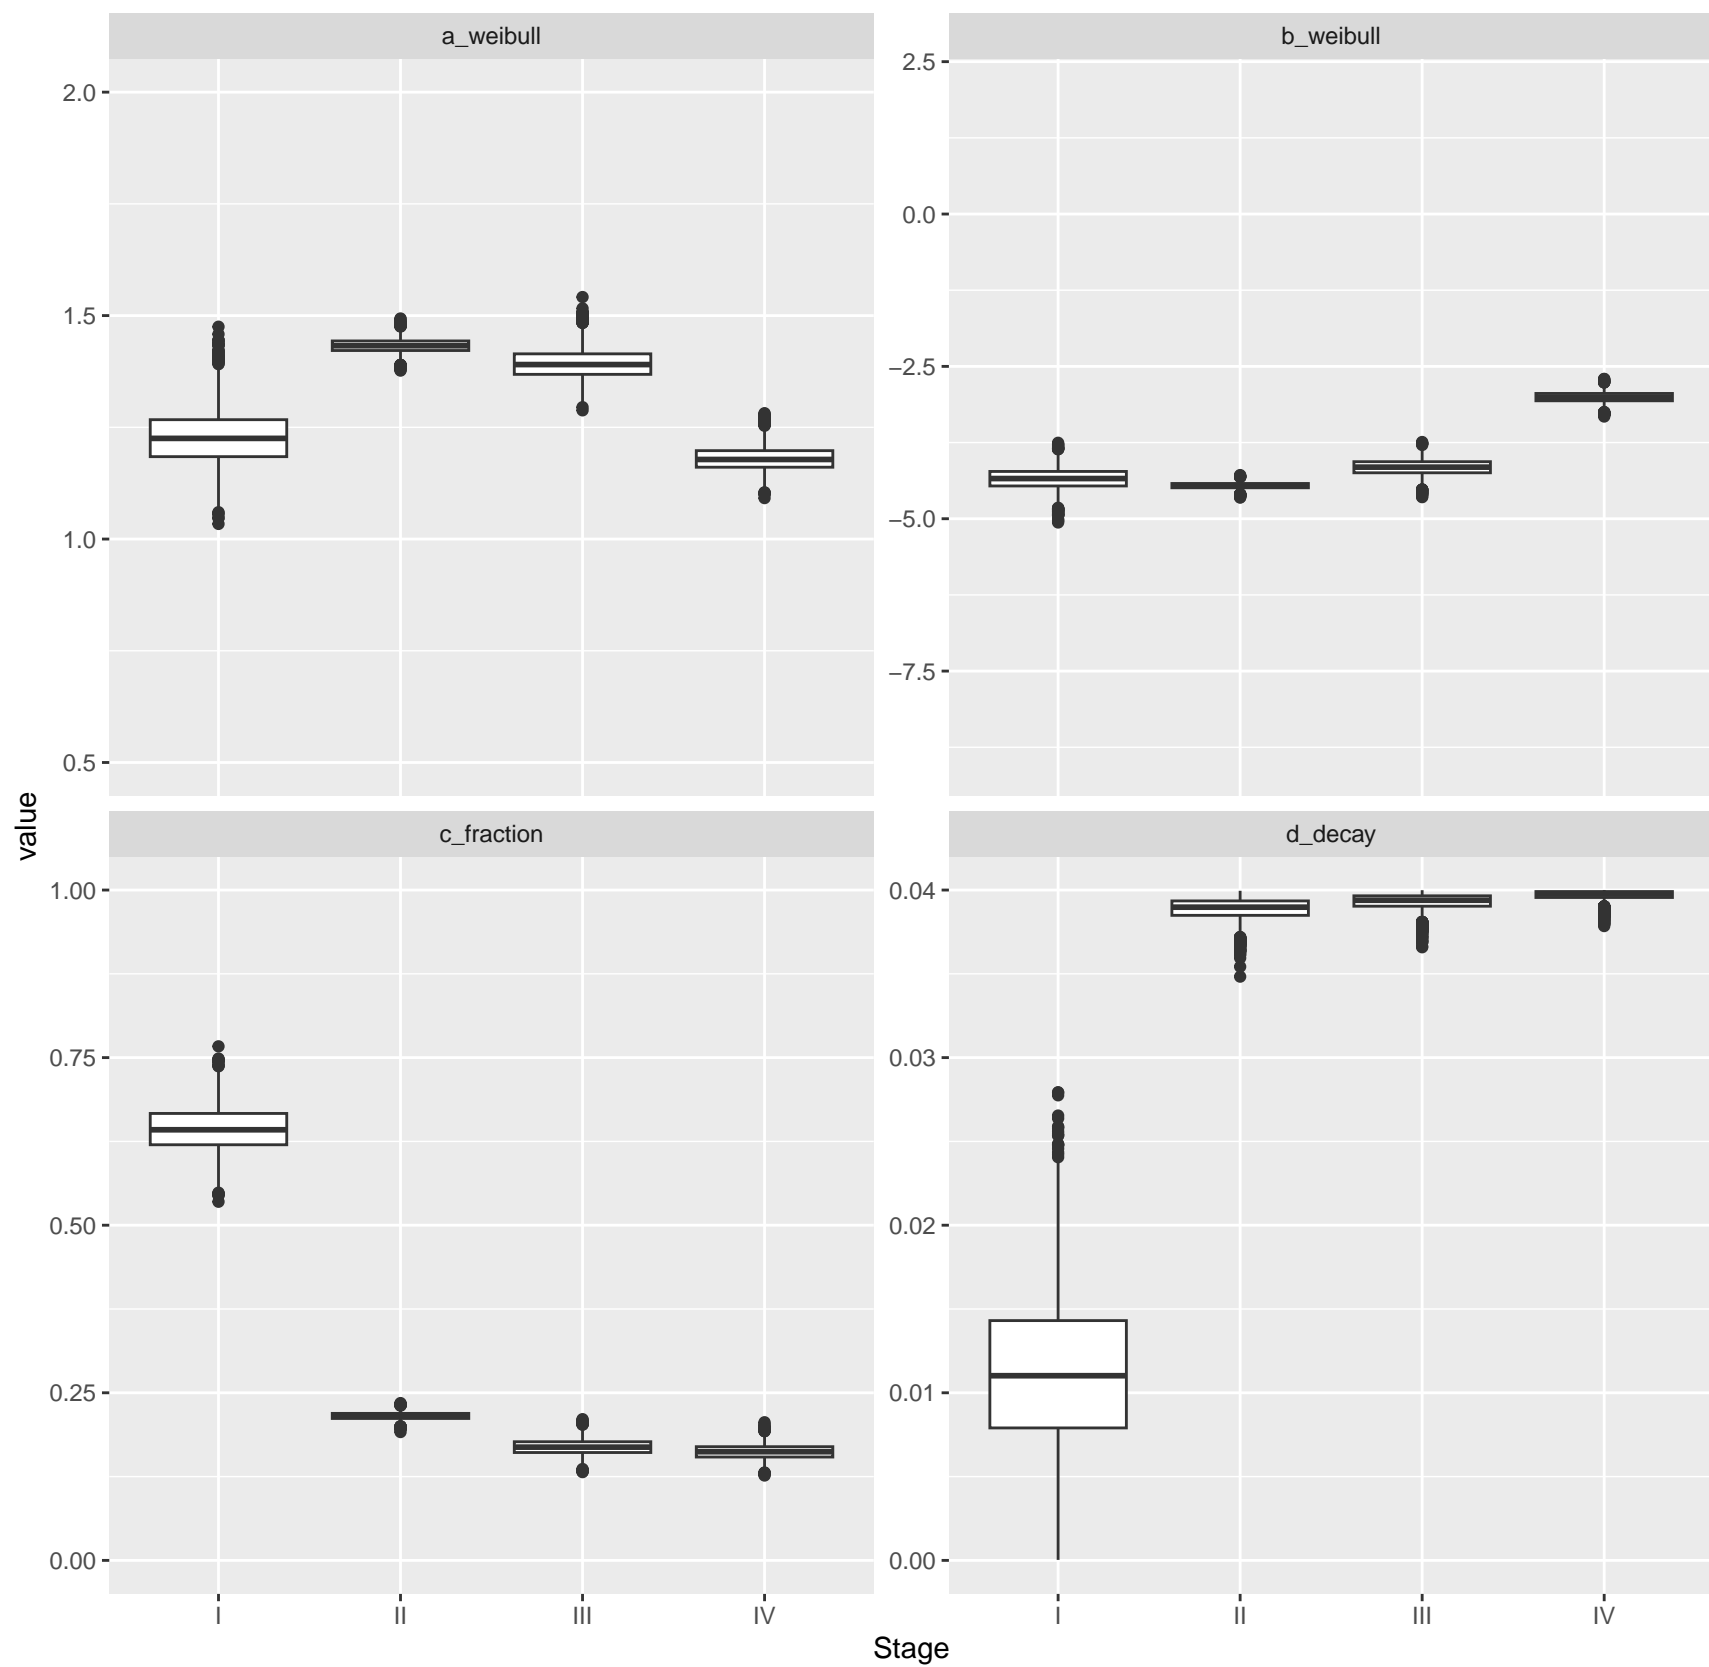 a_weibull
b_weibull
2.0
1.5
1.0
0.5
2.5
0.0
−2.5
−5.0
−7.5
value
c_fraction
d_decay
1.00
0.75
0.50
0.25
0.00
0.04
0.03
0.02
0.01
0.00
I II III IV
I II III IV
Stage